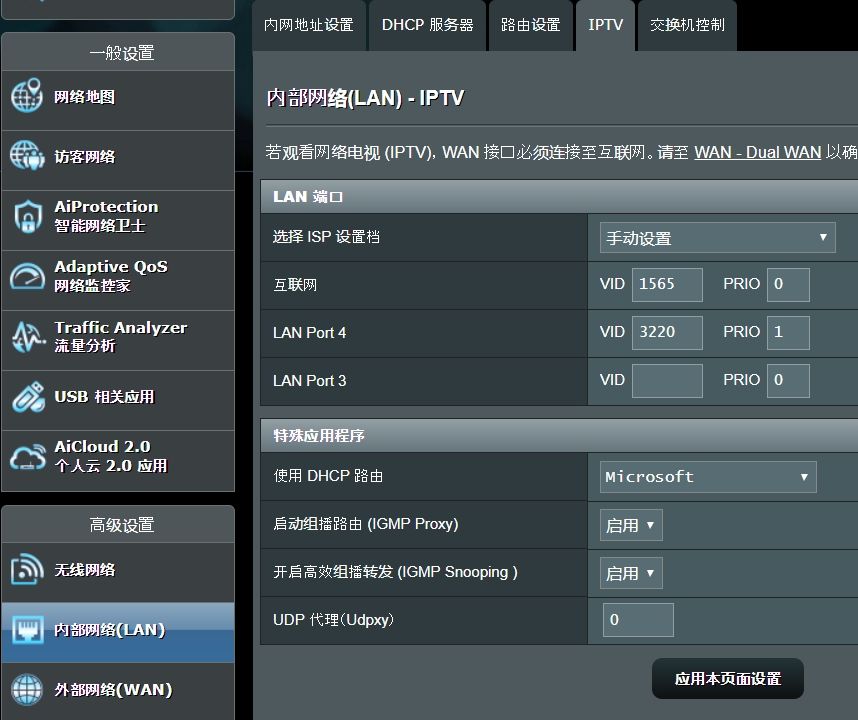 内网地址设置 DHCP 服务器 路由设置 IPTV 交换机控制
一般设置
网络地图
访客网络
AiProtection
智能网络卫士
Adaptive QoS
网络监控家
Traffic Analyzer
流量分析
USB 相关应用
AiCloud 2.0
个人云 2.0 应用
高级设置
无线网络
内部网络(LAN)
外部网络(WAN)
内部网络(LAN) - IPTV
若观看网络电视 (IPTV), WAN 接口必须连接至互联网。请至 WAN - Dual WAN 以确
LAN 端口
选择 ISP 设置档 手动设置
互联网 VID 1565 PRIO 0
LAN Port 4 VID 3220 PRIO 1
LAN Port 3 VID PRIO 0
特殊应用程序
使用 DHCP 路由 Microsoft
启动组播路由 (IGMP Proxy) 启用
开启高效组播转发 (IGMP Snooping ) 启用
UDP 代理(Udpxy) 0
应用本页面设置